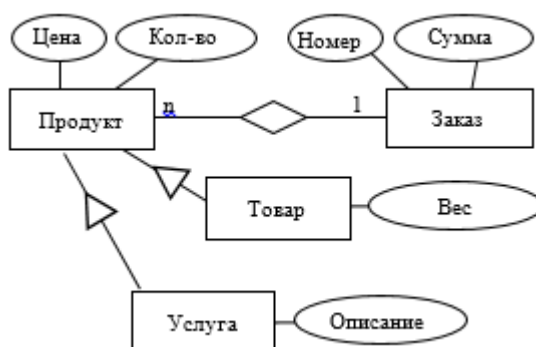 Цена
Кол-во
Номер
Сумма
Продукт
n
1
Заказ
Товар
Вес
Услуга
Описание